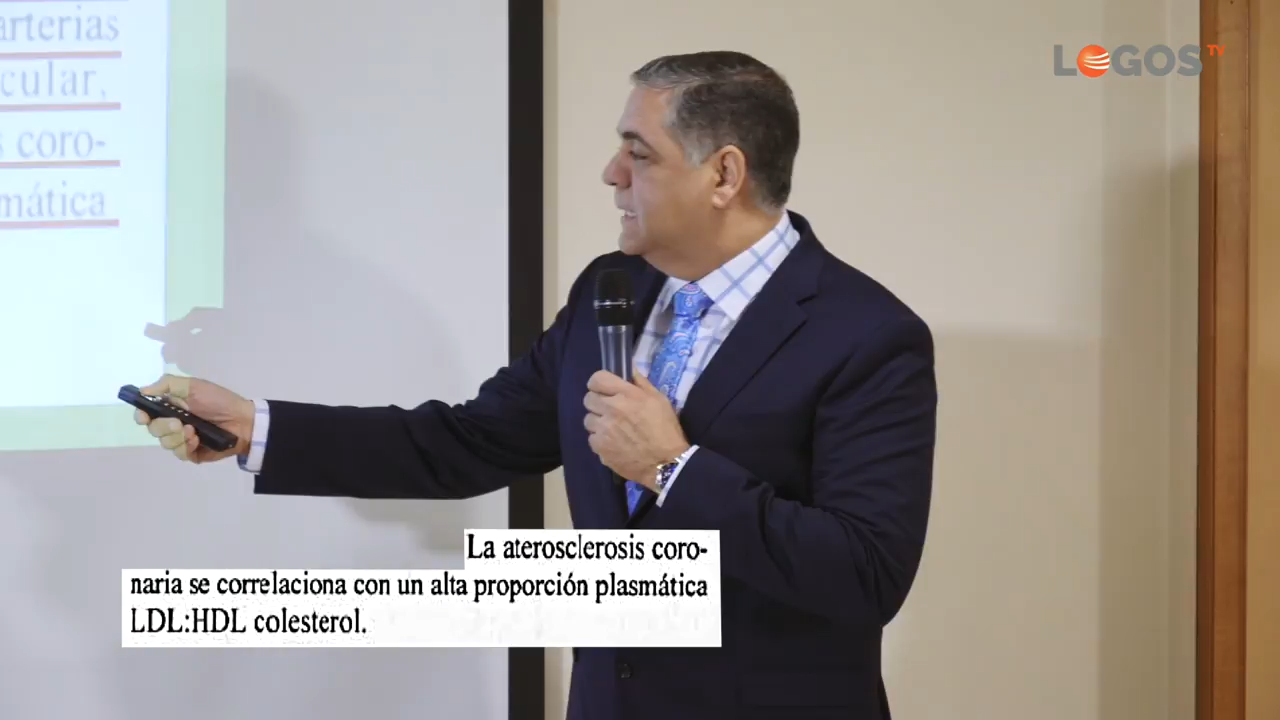 arterias
cular,
s coro-
mática
LOGOS TV
La aterosclerosis coro-
naria se correlaciona con un alta proporción plasmática
LDL:HDL colesterol.